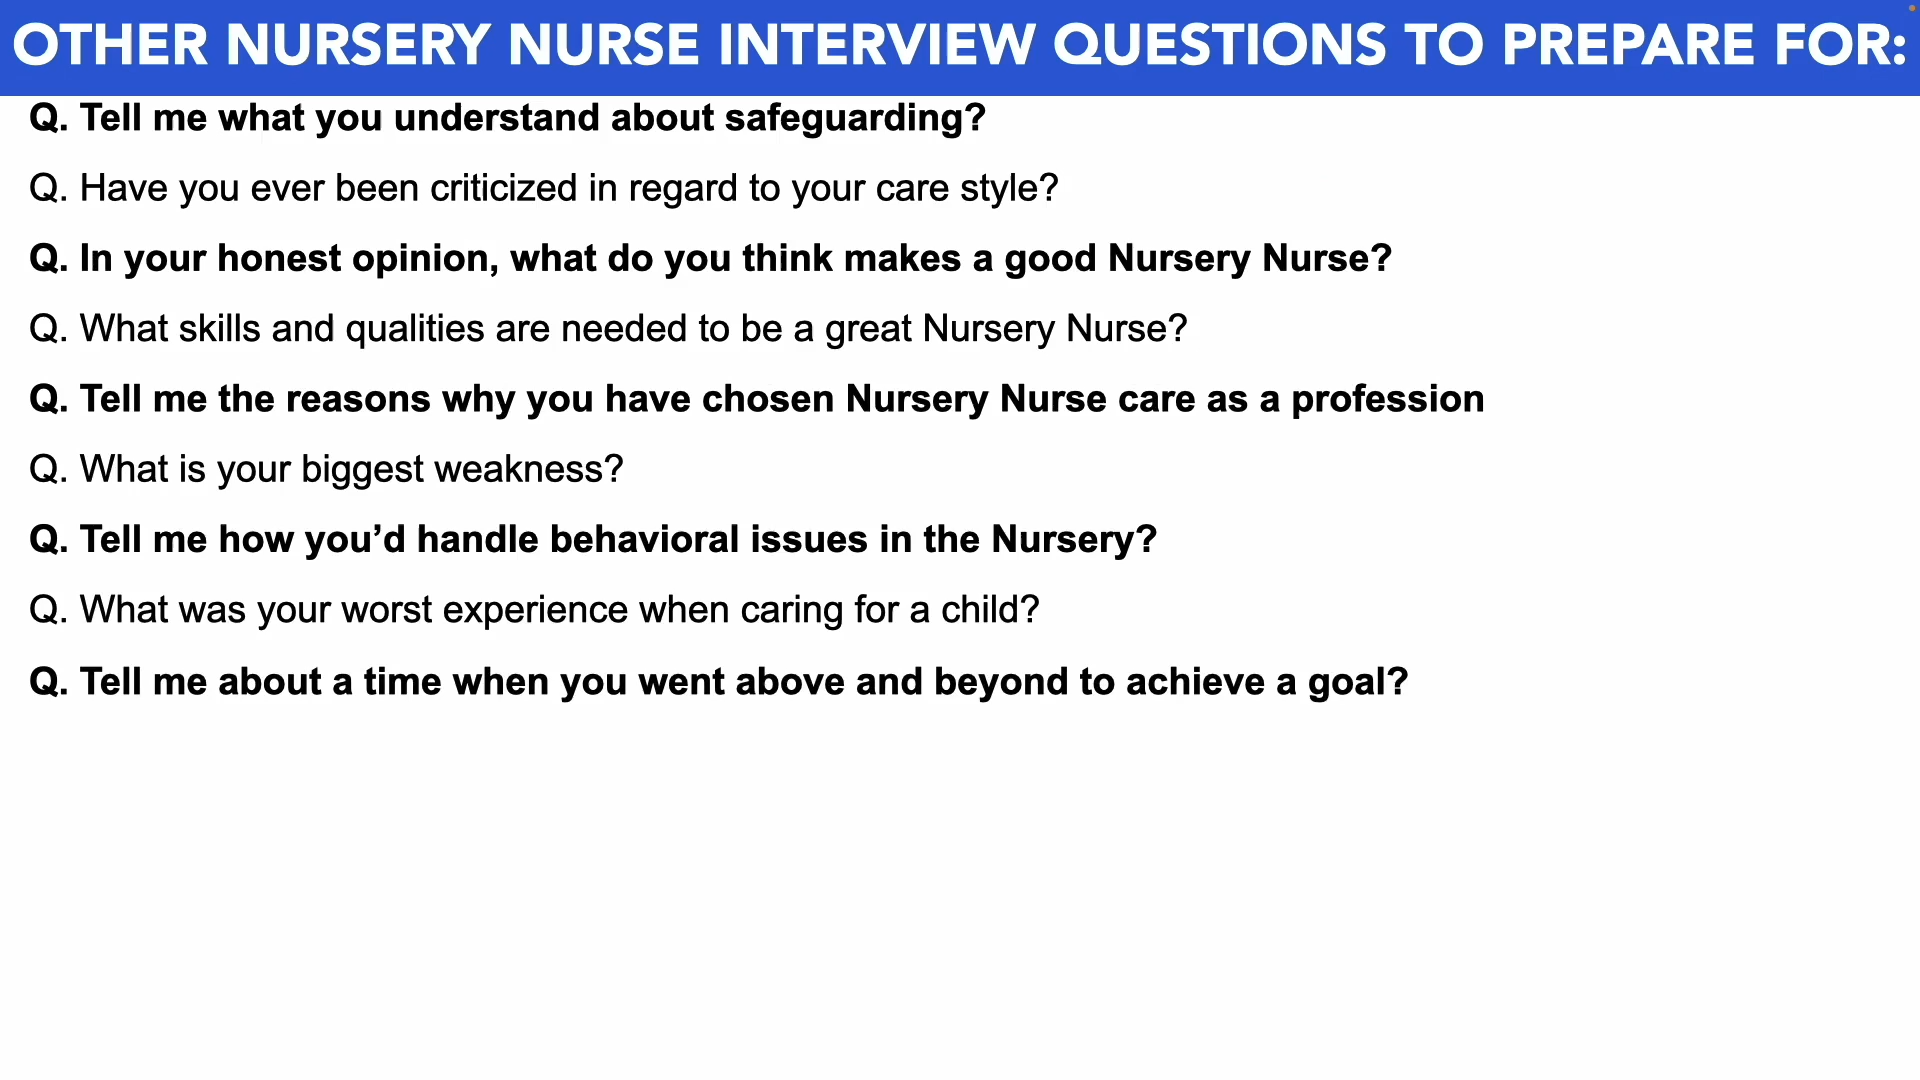 OTHER NURSERY NURSE INTERVIEW QUESTIONS TO PREPARE FOR:
Q. Tell me what you understand about safeguarding?
Q. Have you ever been criticized in regard to your care style?
Q. In your honest opinion, what do you think makes a good Nursery Nurse?
Q. What skills and qualities are needed to be a great Nursery Nurse?
Q. Tell me the reasons why you have chosen Nursery Nurse care as a profession
Q. What is your biggest weakness?
Q. Tell me how you’d handle behavioral issues in the Nursery?
Q. What was your worst experience when caring for a child?
Q. Tell me about a time when you went above and beyond to achieve a goal?